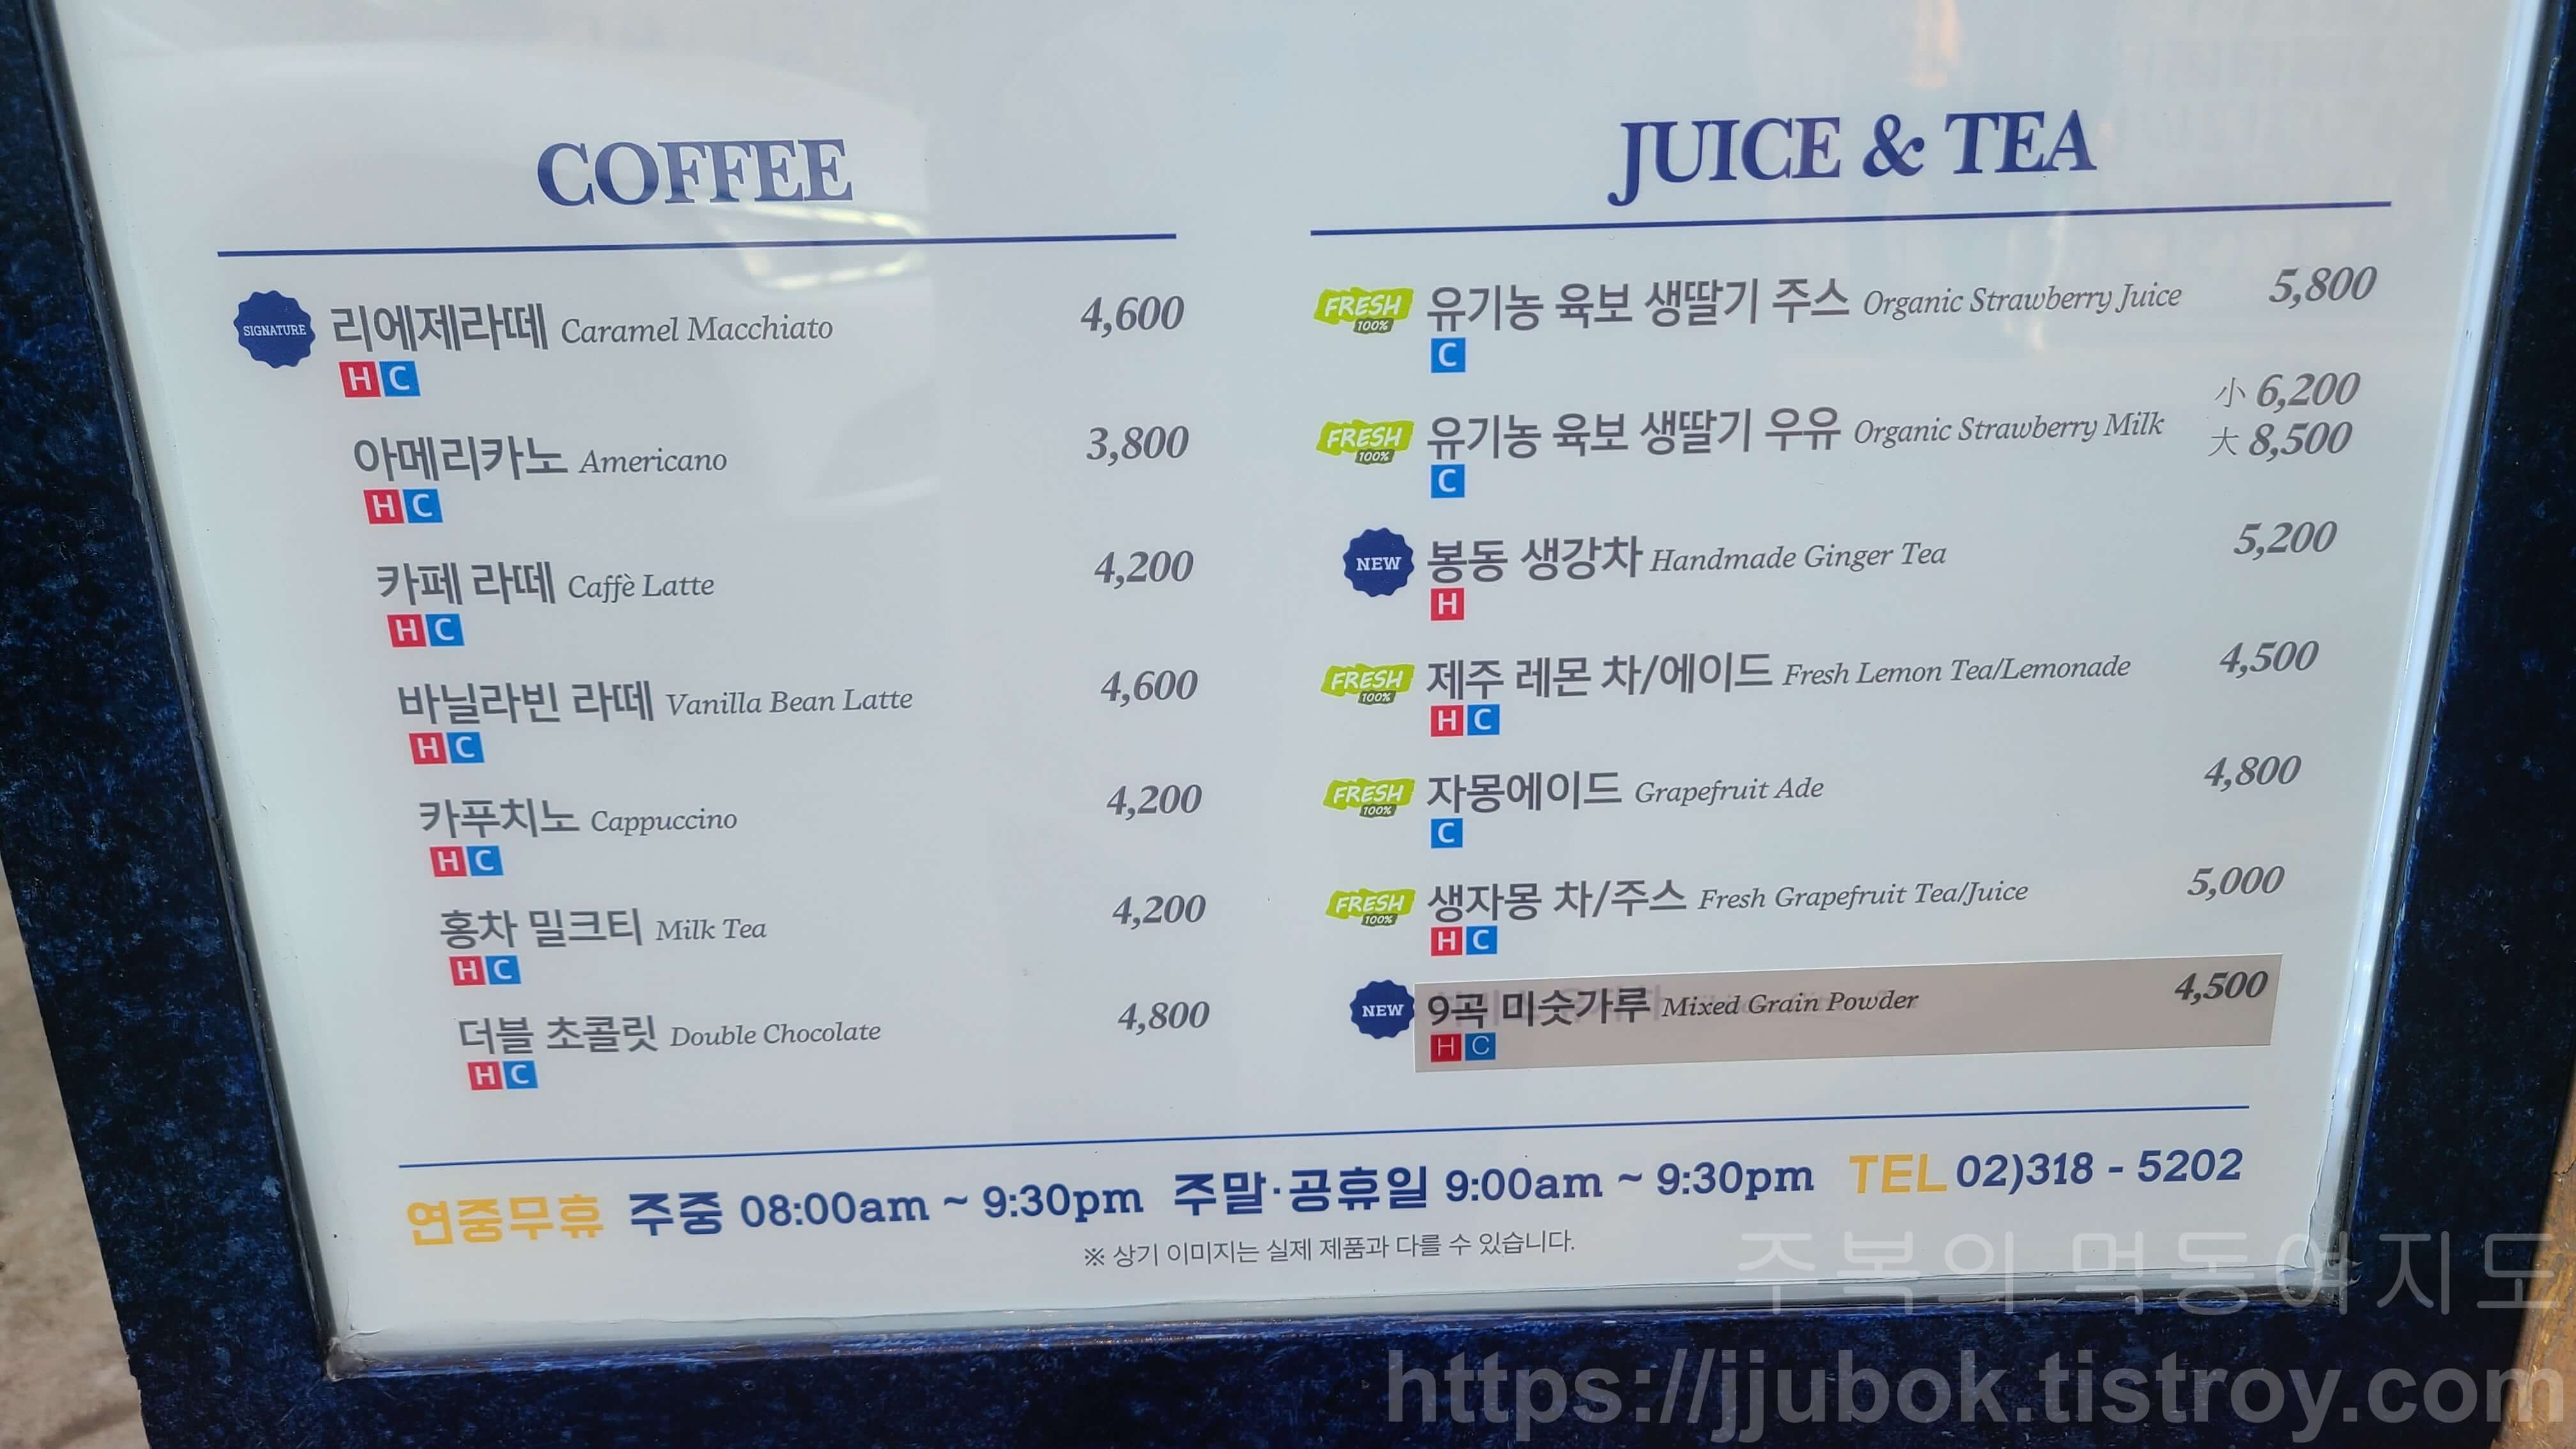 COFFEE
SIGNATURE 리에제라떼 Caramel Macchiato 4,600
H C
아메리카노 Americano 3,800
H C
카페 라떼 Caffè Latte 4,200
H C
바닐라빈 라떼 Vanilla Bean Latte 4,600
H C
카푸치노 Cappuccino 4,200
H C
홍차 밀크티 Milk Tea 4,200
H C
더블 초콜릿 Double Chocolate 4,800
H C
JUICE & TEA
FRESH 100% 유기농 육보 생딸기 주스 Organic Strawberry Juice 5,800
C
小 6,200
FRESH 100% 유기농 육보 생딸기 우유 Organic Strawberry Milk 大 8,500
C
NEW 봉동 생강차 Handmade Ginger Tea 5,200
H
FRESH 100% 제주 레몬 차/에이드 Fresh Lemon Tea/Lemonade 4,500
H C
FRESH 100% 자몽에이드 Grapefruit Ade 4,800
C
FRESH 100% 생자몽 차/주스 Fresh Grapefruit Tea/Juice 5,000
H C
NEW 9곡 미숫가루 Mixed Grain Powder 4,500
H C
연중무휴 주중 08:00am ~ 9:30pm 주말·공휴일 9:00am ~ 9:30pm TEL 02)318 - 5202
※ 상기 이미지는 실제 제품과 다를 수 있습니다.
주복의 먹동여지도
https://jjubok.tistroy.com